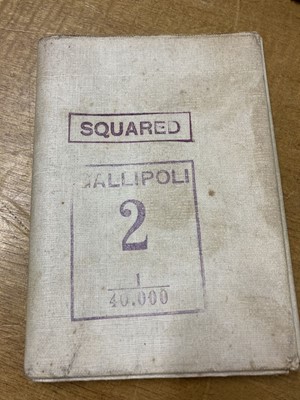 SQUARED
GALLIPOLI
2
1
40.000